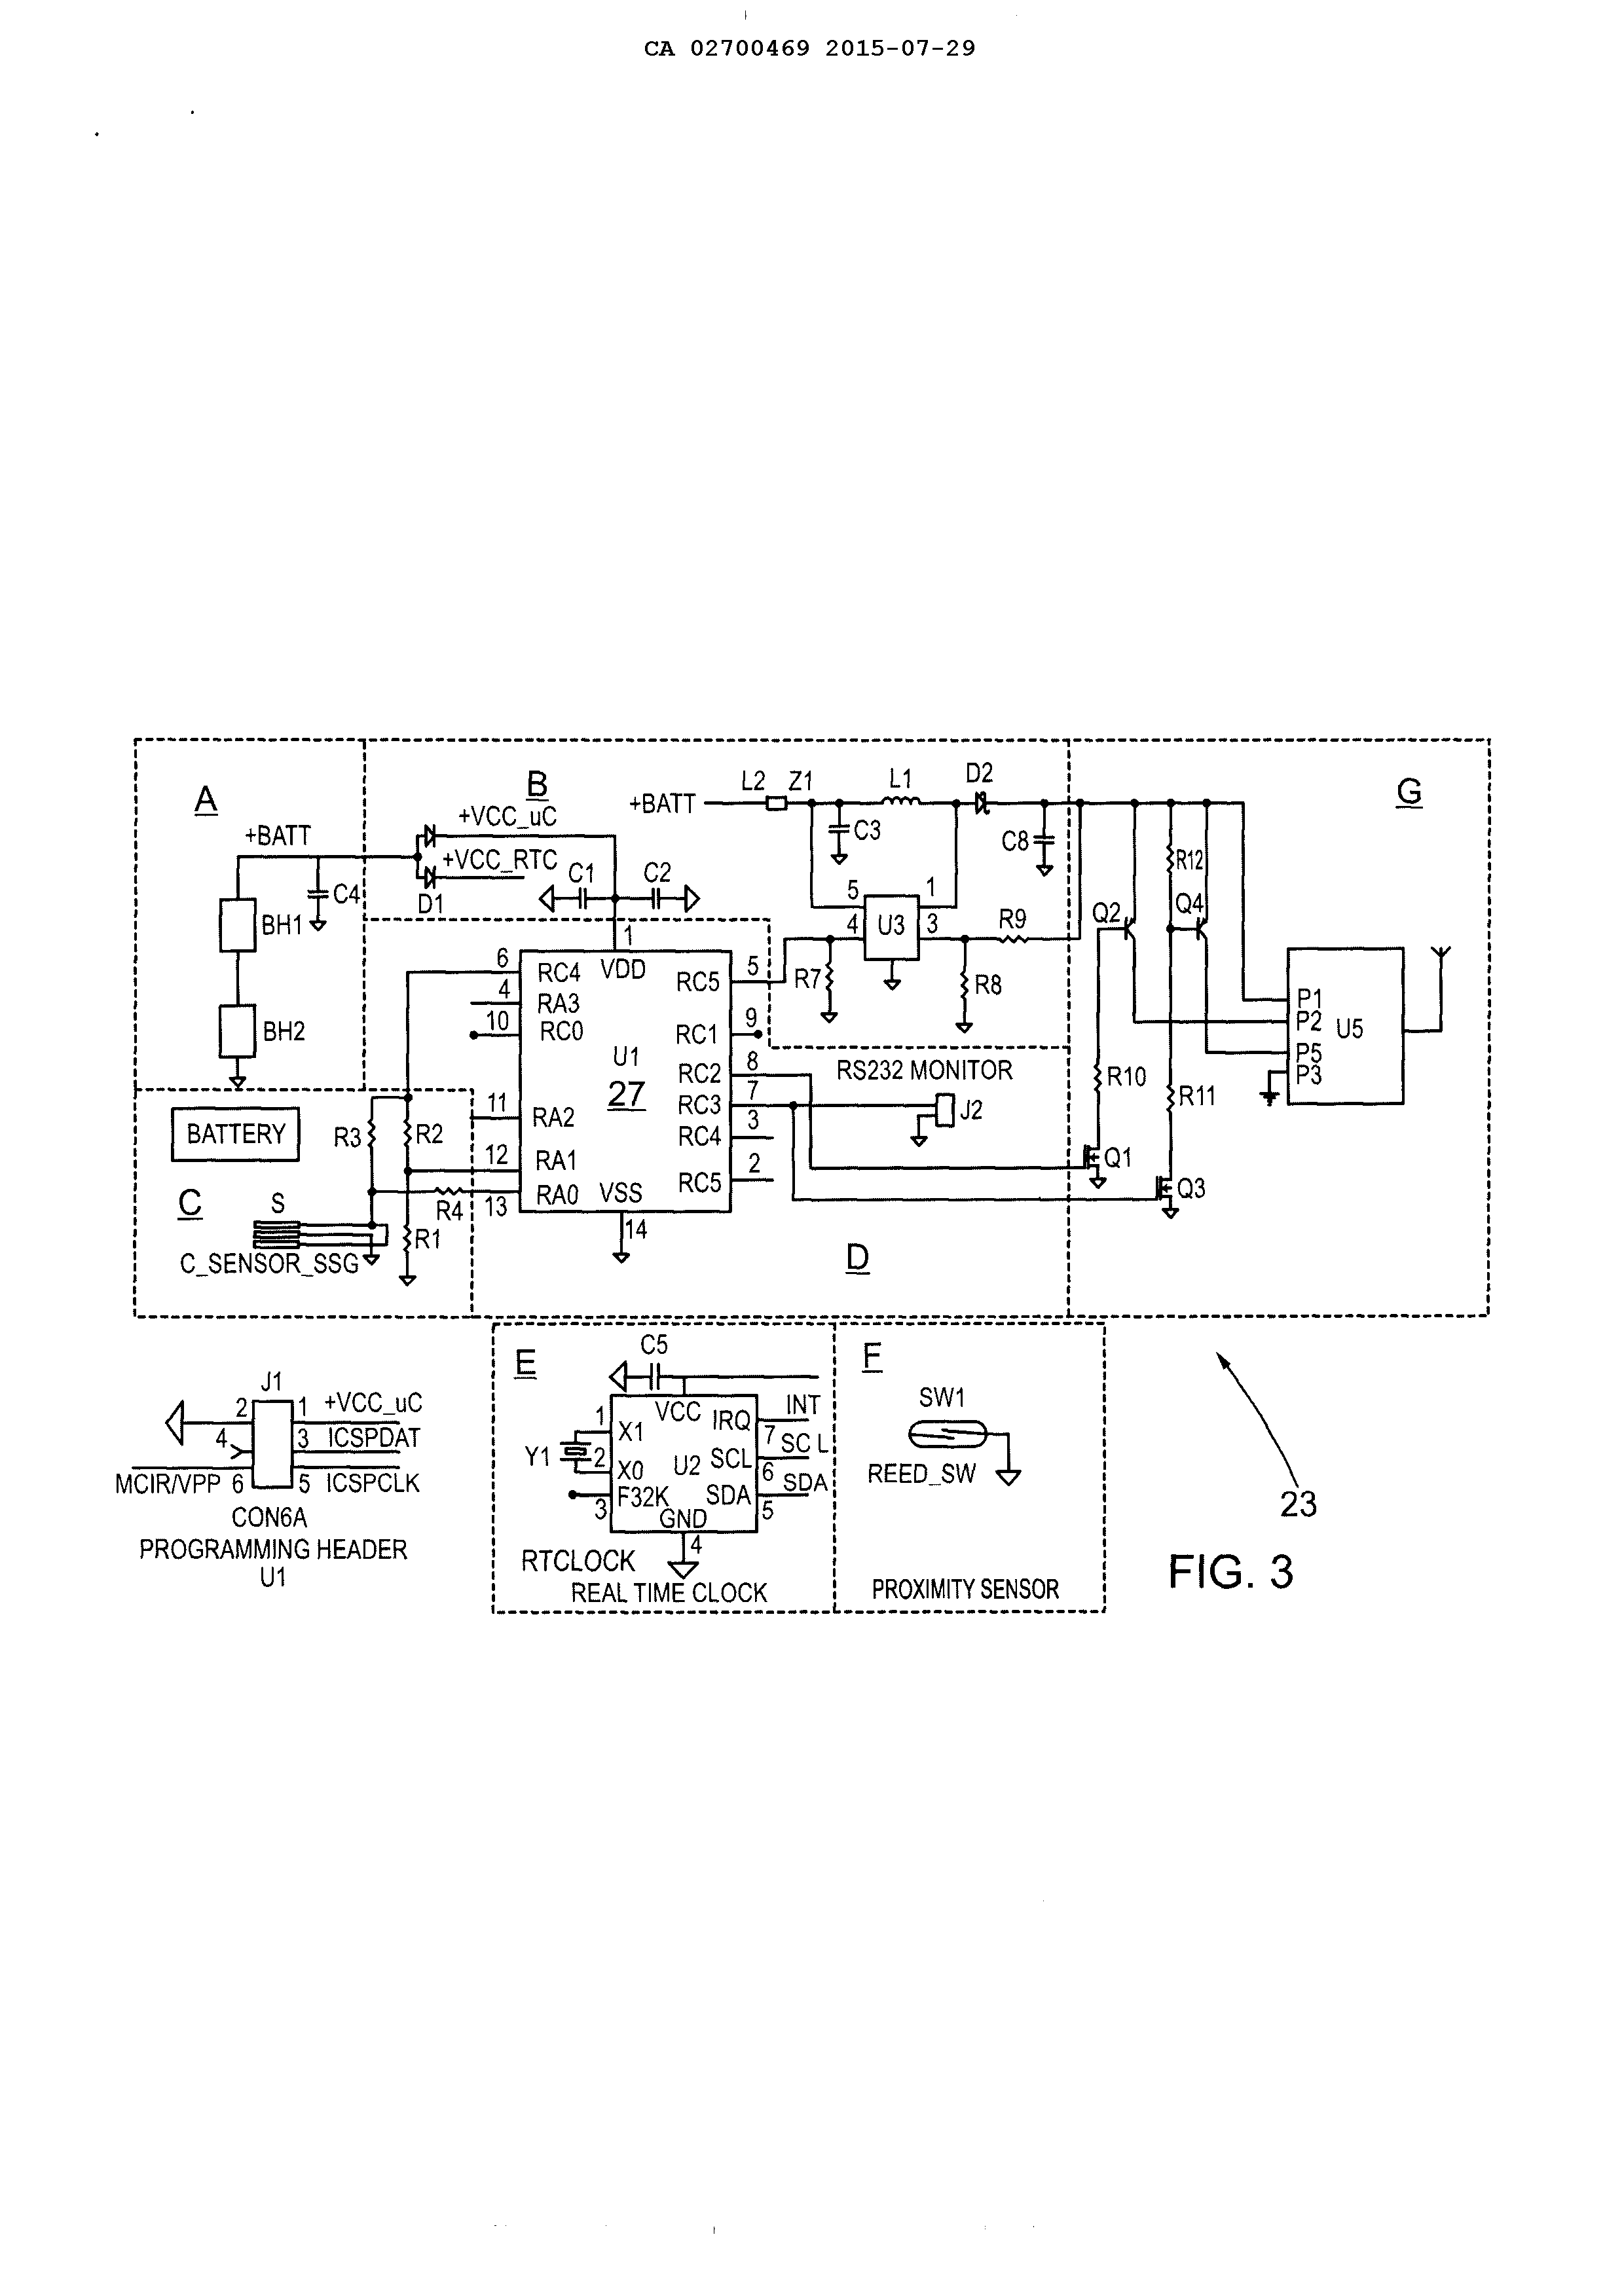 CA 02700469 2015-07-29
A
+BATT
BH1
BH2
C4
B
+VCC_uC
+VCC_RTC
D1
C1
C2
+BATT
L2
Z1
L1
D2
C3
C8
5
1
4
3
U3
R9
R7
R8
G
R12
Q2
Q4
R10
R11
Q1
Q3
P1
P2
P5
P3
U5
BATTERY
C
S
C_SENSOR_SSG
R3
R2
R4
R1
6
4
10
11
12
13
RC4
RA3
RC0
RA2
RA1
RA0
1
VDD
U1
27
VSS
14
RC5
RC1
RC2
RC3
RC4
RC5
5
9
8
7
3
2
RS232 MONITOR
J2
D
J1
2
1
+VCC_uC
4
3
ICSPDAT
MCIR/VPP
6
5
ICSPCLK
CON6A
PROGRAMMING HEADER
U1
E
C5
1
X1
VCC
IRQ
INT
7
Y1
2
X0
U2
SCL
SC L
6
3
F32K
SDA
SDA
5
GND
4
RTCLOCK
REAL TIME CLOCK
F
SW1
REED_SW
PROXIMITY SENSOR
23
FIG. 3